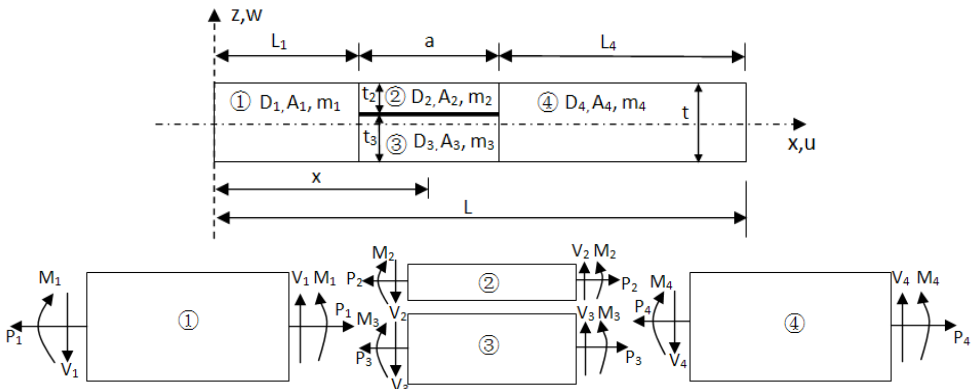 z,w
L₁ a L₄
① D₁,A₁, m₁
t₂ ② D₂,A₂, m₂
④ D₄,A₄, m₄
t
t₃ ③ D₃,A₃, m₃
x,u
x
L
M₁ V₁ M₁ M₂ V₂ M₂ M₄ V₄ M₄
P₂ ② P₂
P₁ ① P₁ M₃ V₂ V₃ M₃ P₄ ④ P₄
V₁ P₃ ③ P₃ V₄
V₃